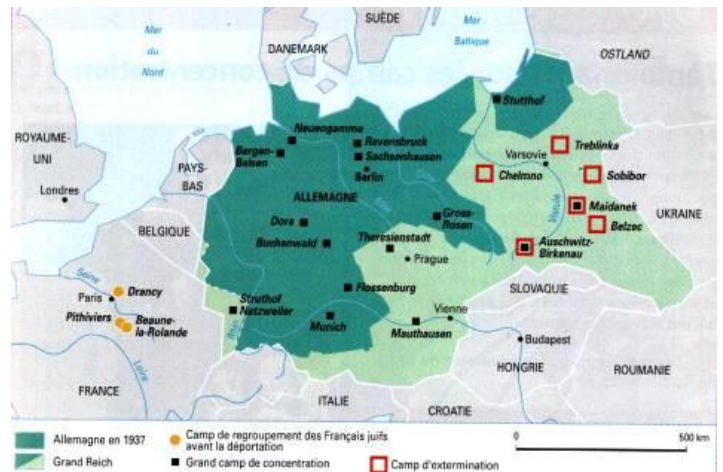 SUÈDE
Mer
du
Nord
DANEMARK
Mer
Baltique
OSTLAND
Stutthof
ROYAUME-
UNI
Neuengamme
Ravensbruck
Treblinka
Bergen-
Belsen
Sachsenhausen
Varsovie
PAYS-
BAS
Berlin
Chelmno
Sobibor
Londres
ALLEMAGNE
Maidanek
UKRAINE
Dora
Gross-
Rosen
Vistule
BELGIQUE
Belzec
Buchenwald
Theresienstadt
Auschwitz-
Birkenau
Prague
Seine
Drancy
Flossenburg
SLOVAQUIE
Paris
Struthof
Natzweiler
Vienne
Pithiviers
Beaune-
la-Rolande
Munich
Mauthausen
Budapest
Rhin
Loire
HONGRIE
ROUMANIE
FRANCE
ITALIE
CROATIE
Allemagne en 1937
Camp de regroupement des Français juifs
avant la déportation
0
500 km
Grand Reich
Grand camp de concentration
Camp d'extermination